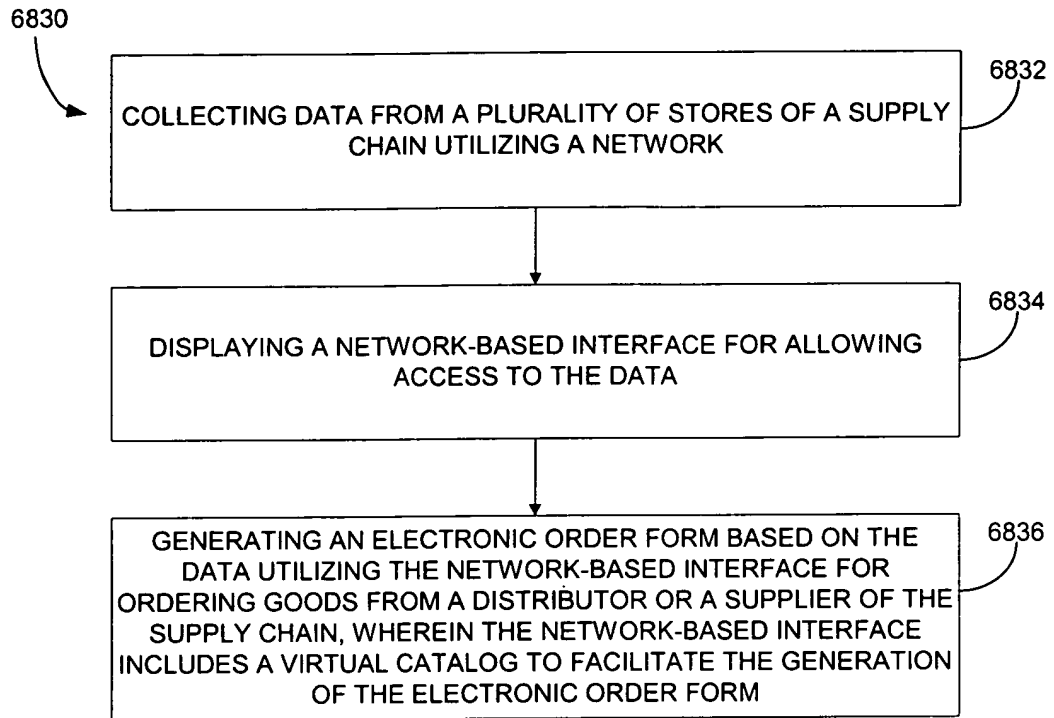 6830
6832
COLLECTING DATA FROM A PLURALITY OF STORES OF A SUPPLY
CHAIN UTILIZING A NETWORK
6834
DISPLAYING A NETWORK-BASED INTERFACE FOR ALLOWING
ACCESS TO THE DATA
6836
GENERATING AN ELECTRONIC ORDER FORM BASED ON THE
DATA UTILIZING THE NETWORK-BASED INTERFACE FOR
ORDERING GOODS FROM A DISTRIBUTOR OR A SUPPLIER OF THE
SUPPLY CHAIN, WHEREIN THE NETWORK-BASED INTERFACE
INCLUDES A VIRTUAL CATALOG TO FACILITATE THE GENERATION
OF THE ELECTRONIC ORDER FORM